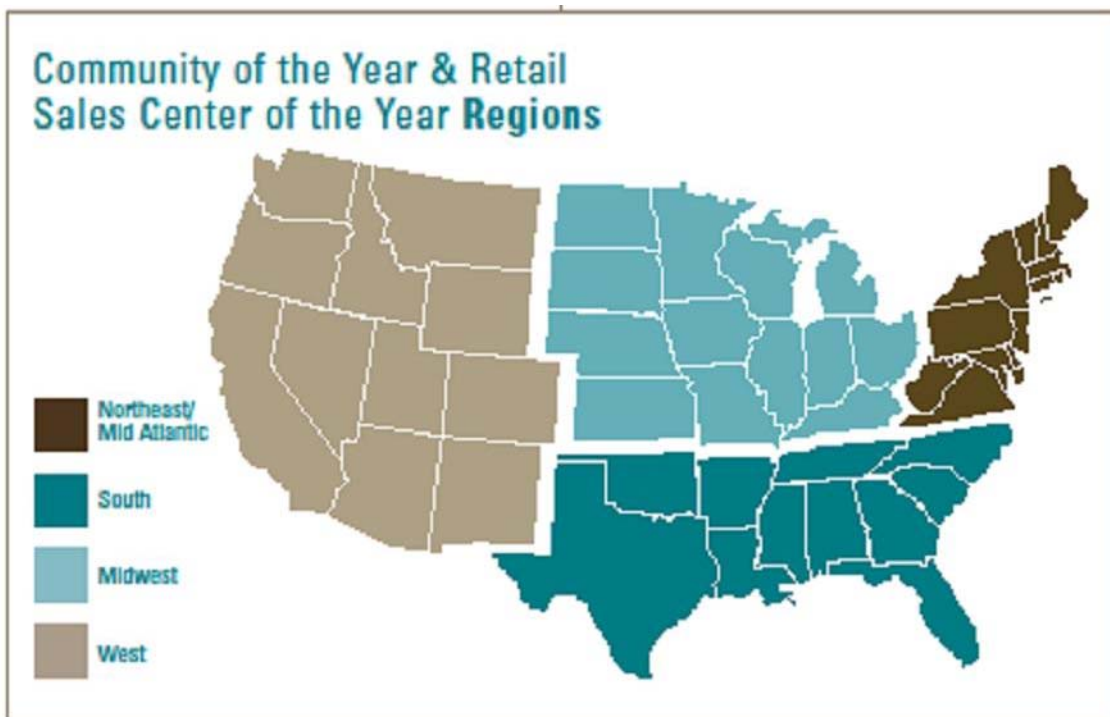 Community of the Year & Retail
Sales Center of the Year Regions
Northeast/
Mid Atlantic
South
Midwest
West